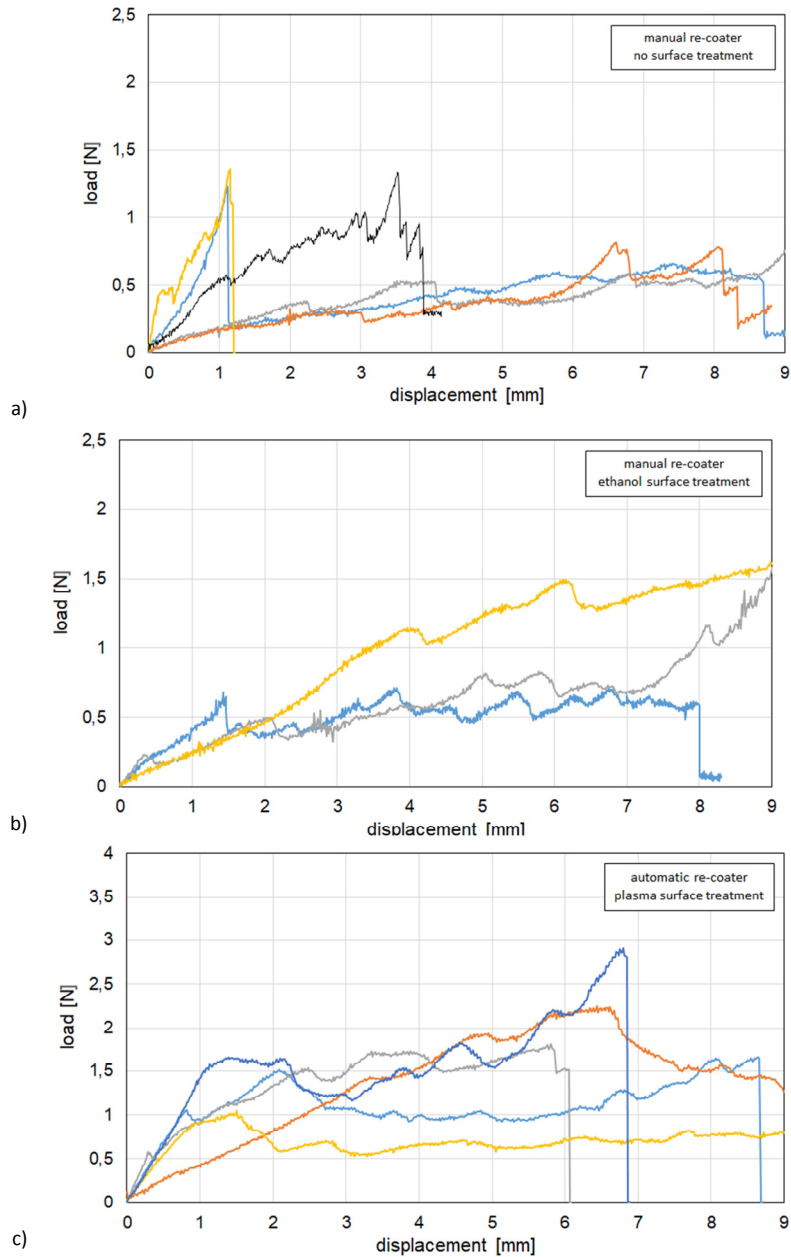 2,5
manual re-coater
no surface treatment
2
1,5
load [N]
1
0,5
0
0 1 2 3 4 5 6 7 8 9
displacement [mm]
a)
2,5
manual re-coater
ethanol surface treatment
2
1,5
load [N]
1
0,5
0
0 1 2 3 4 5 6 7 8 9
displacement [mm]
b)
4
automatic re-coater
plasma surface treatment
3,5
3
2,5
load [N]
2
1,5
1
0,5
0
0 1 2 3 4 5 6 7 8 9
displacement [mm]
c)